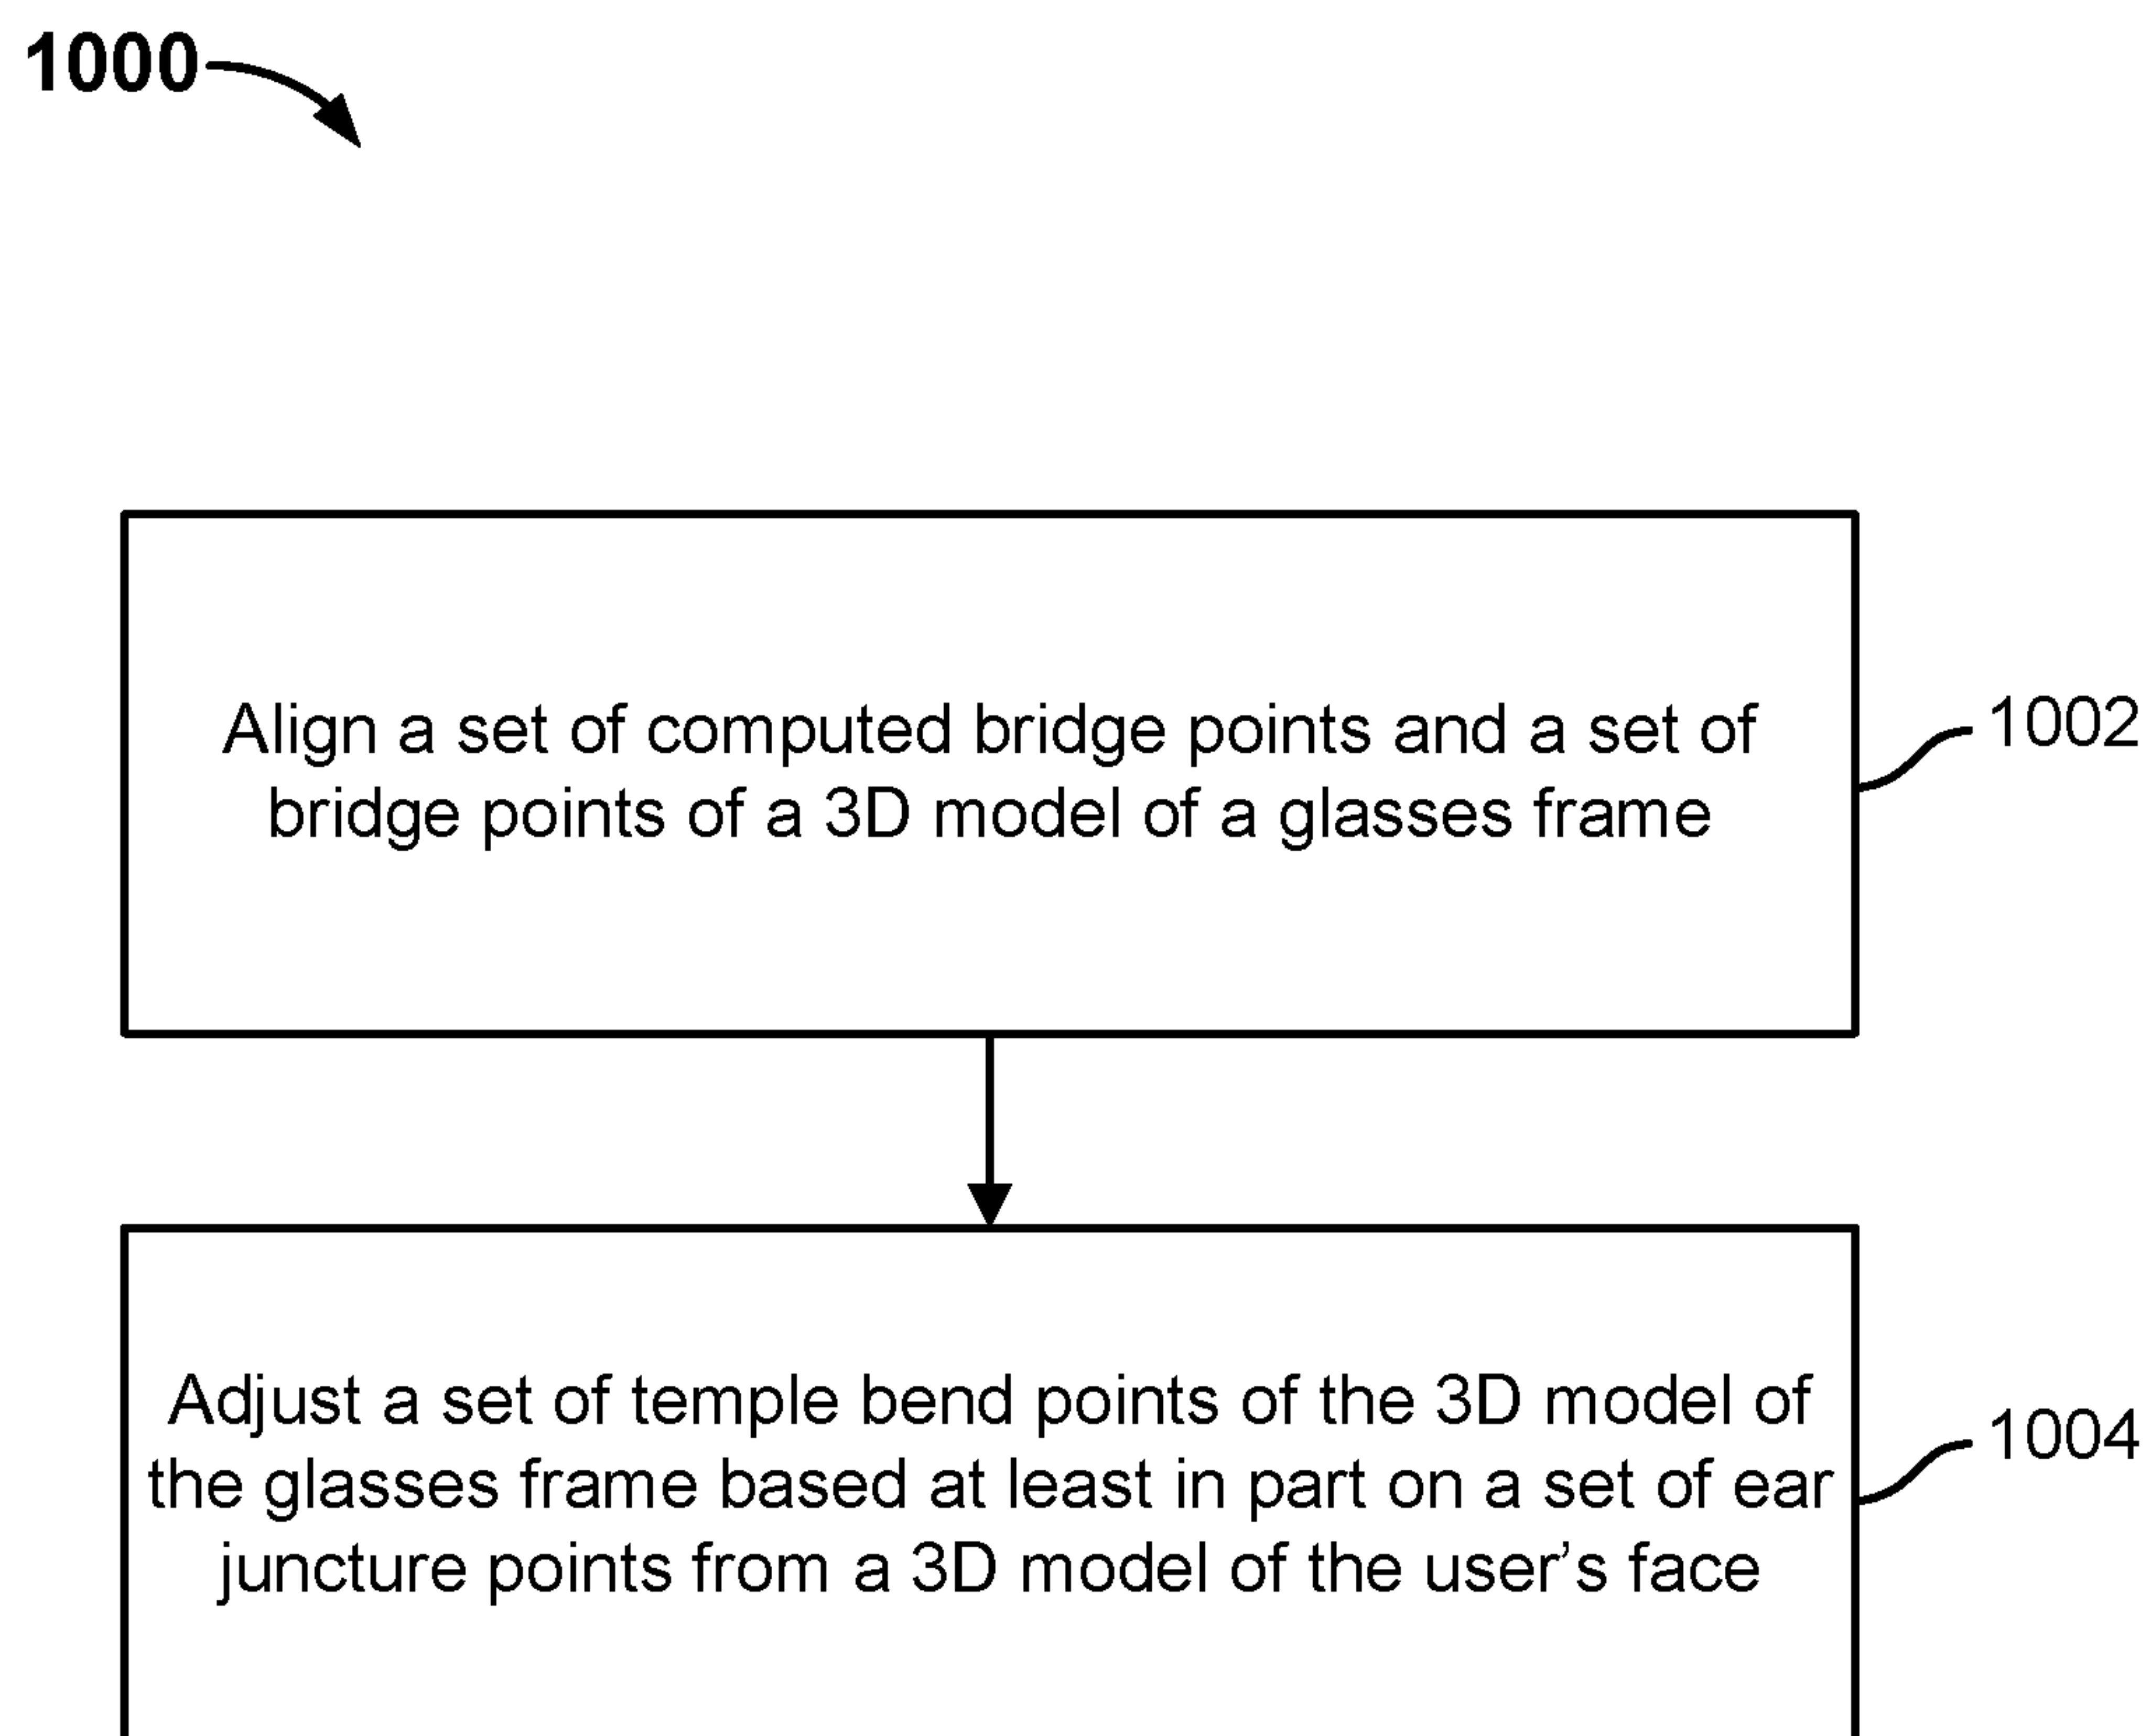 1000
Align a set of computed bridge points and a set of
bridge points of a 3D model of a glasses frame
1002
Adjust a set of temple bend points of the 3D model of
the glasses frame based at least in part on a set of ear
juncture points from a 3D model of the user’s face
1004